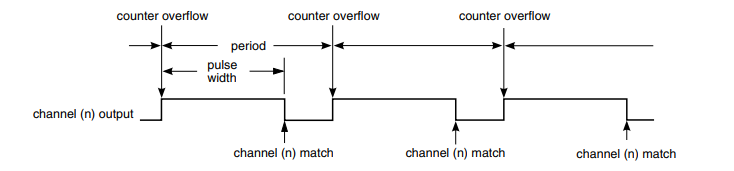 counter overflow counter overflow counter overflow
period
pulse
width
channel (n) output
channel (n) match channel (n) match channel (n) match